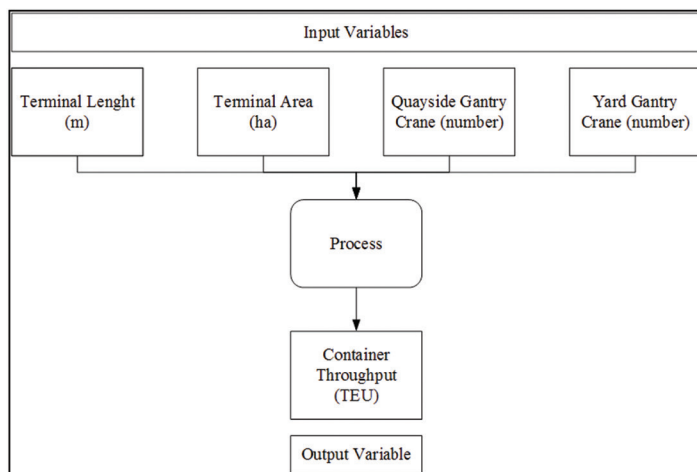 Input Variables
Terminal Lenght
(m)
Terminal Area
(ha)
Quayside Gantry
Crane (number)
Yard Gantry
Crane (number)
Process
Container
Throughput
(TEU)
Output Variable